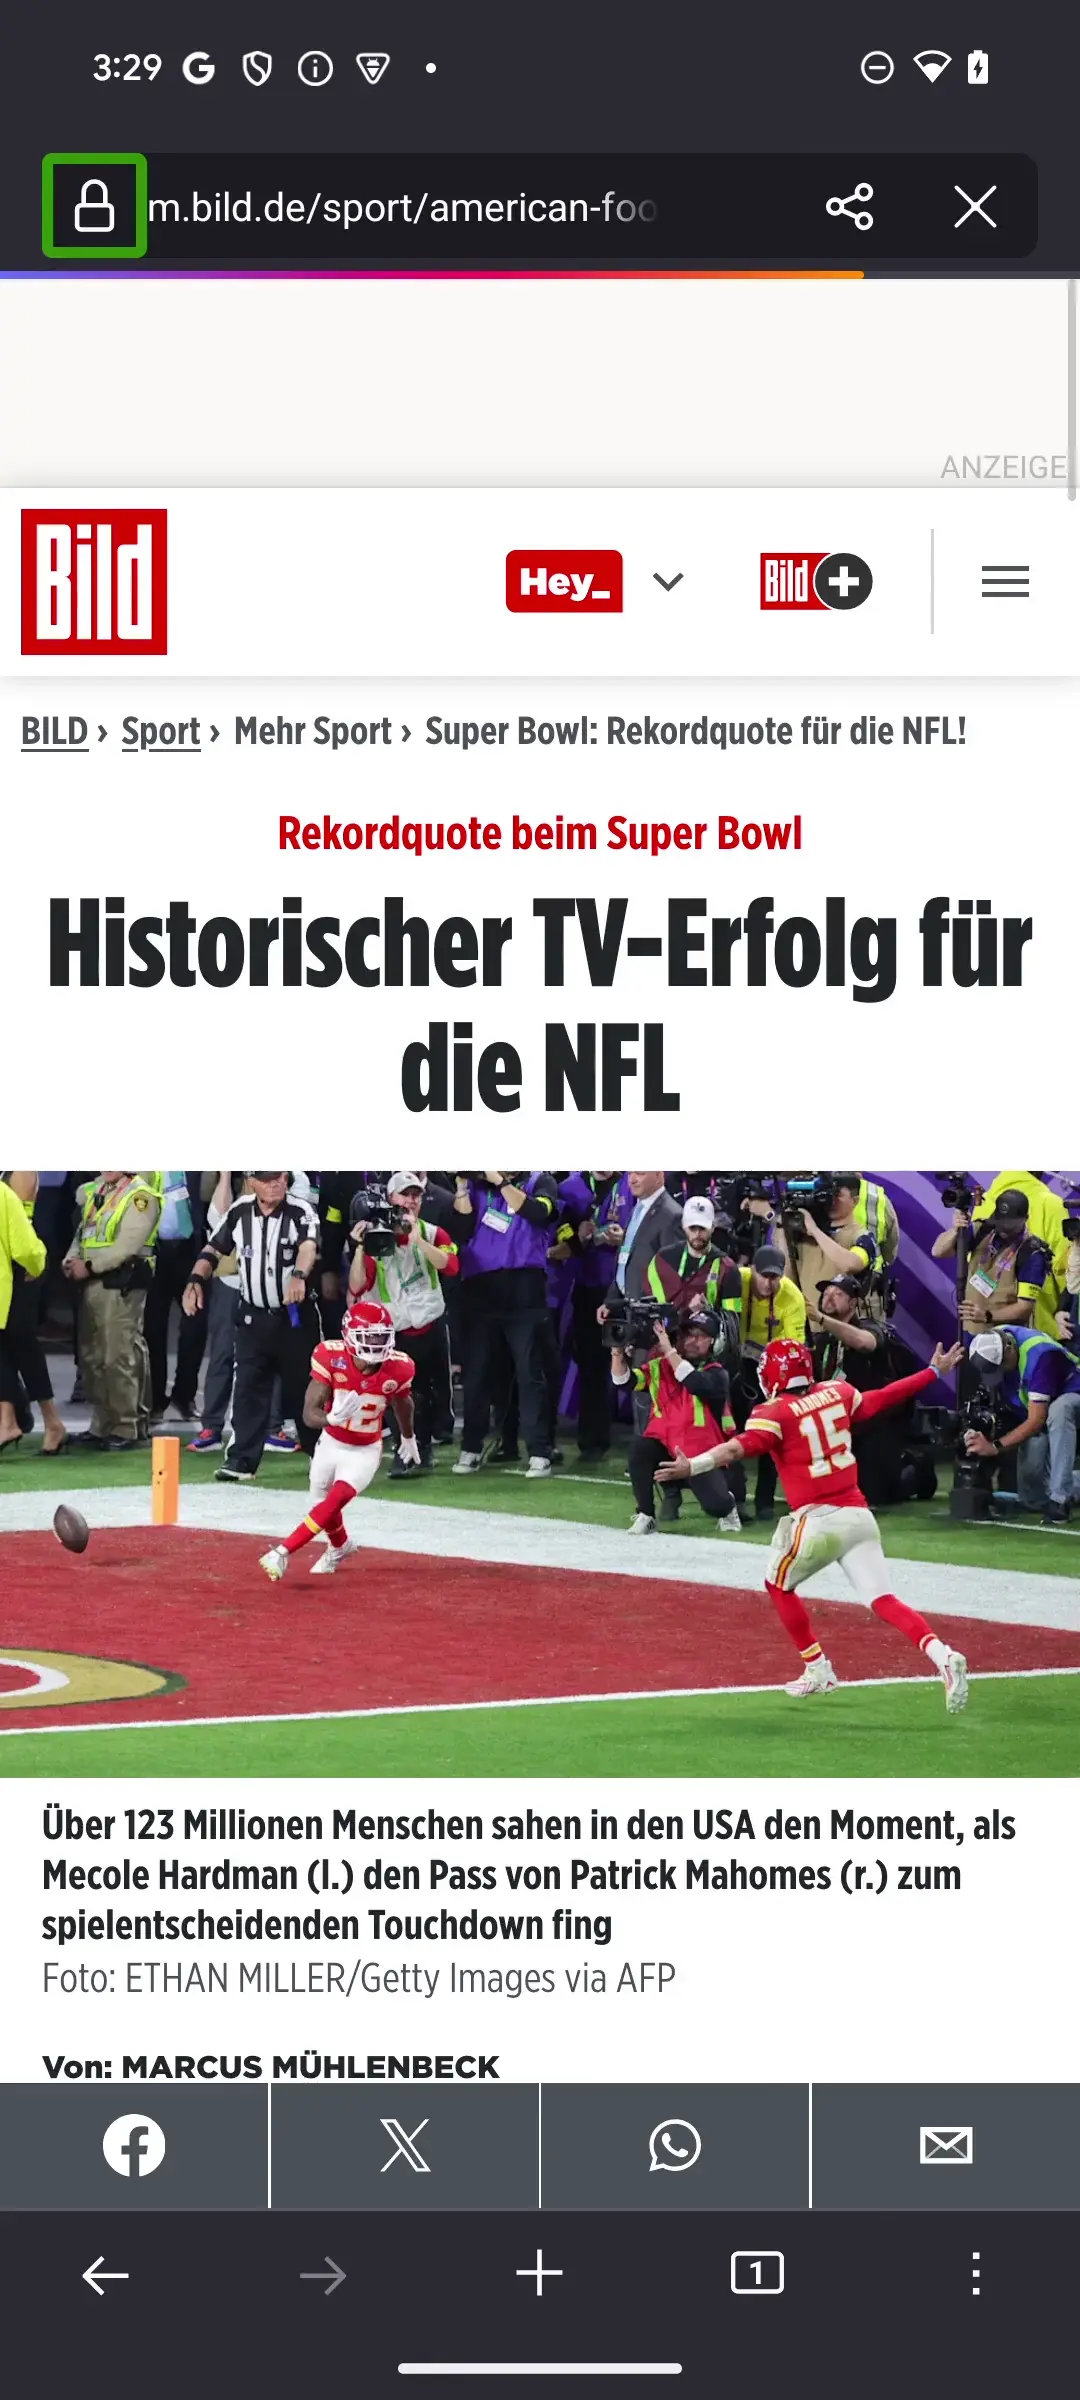 3:29
m.bild.de/sport/american-foo
ANZEIGE
Bild
Hey_
Bild
BILD › Sport › Mehr Sport › Super Bowl: Rekordquote für die NFL!
Rekordquote beim Super Bowl
Historischer TV-Erfolg für
die NFL
MAHOMES
15
12
Über 123 Millionen Menschen sahen in den USA den Moment, als
Mecole Hardman (l.) den Pass von Patrick Mahomes (r.) zum
spielentscheidenden Touchdown fing
Foto: ETHAN MILLER/Getty Images via AFP
Von: MARCUS MÜHLENBECK
1